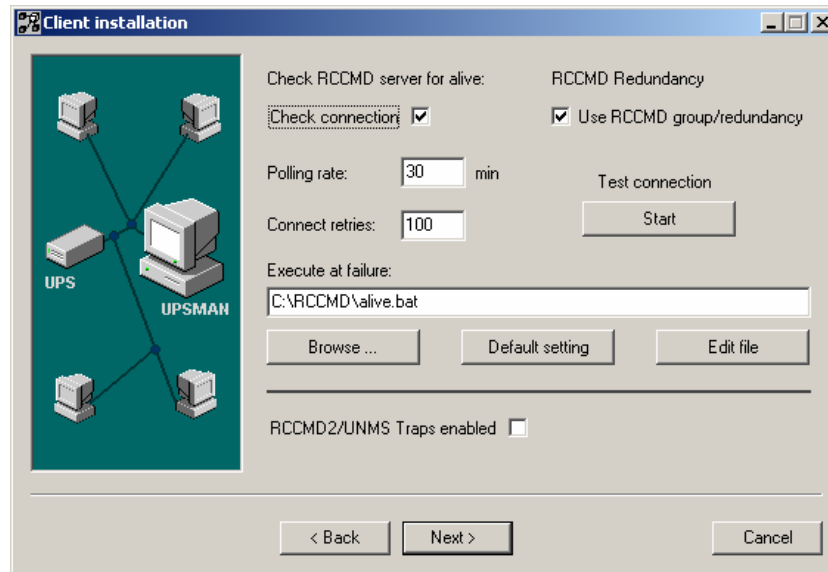 Client installation
Check RCCMD server for alive:
RCCMD Redundancy
Check connection
Use RCCMD group/redundancy
Polling rate: 30 min
Test connection
Connect retries: 100
Start
Execute at failure:
C:\RCCMD\alive.bat
Browse ...
Default setting
Edit file
UPS
UPSMAN
RCCMD2/UNMS Traps enabled
< Back
Next >
Cancel